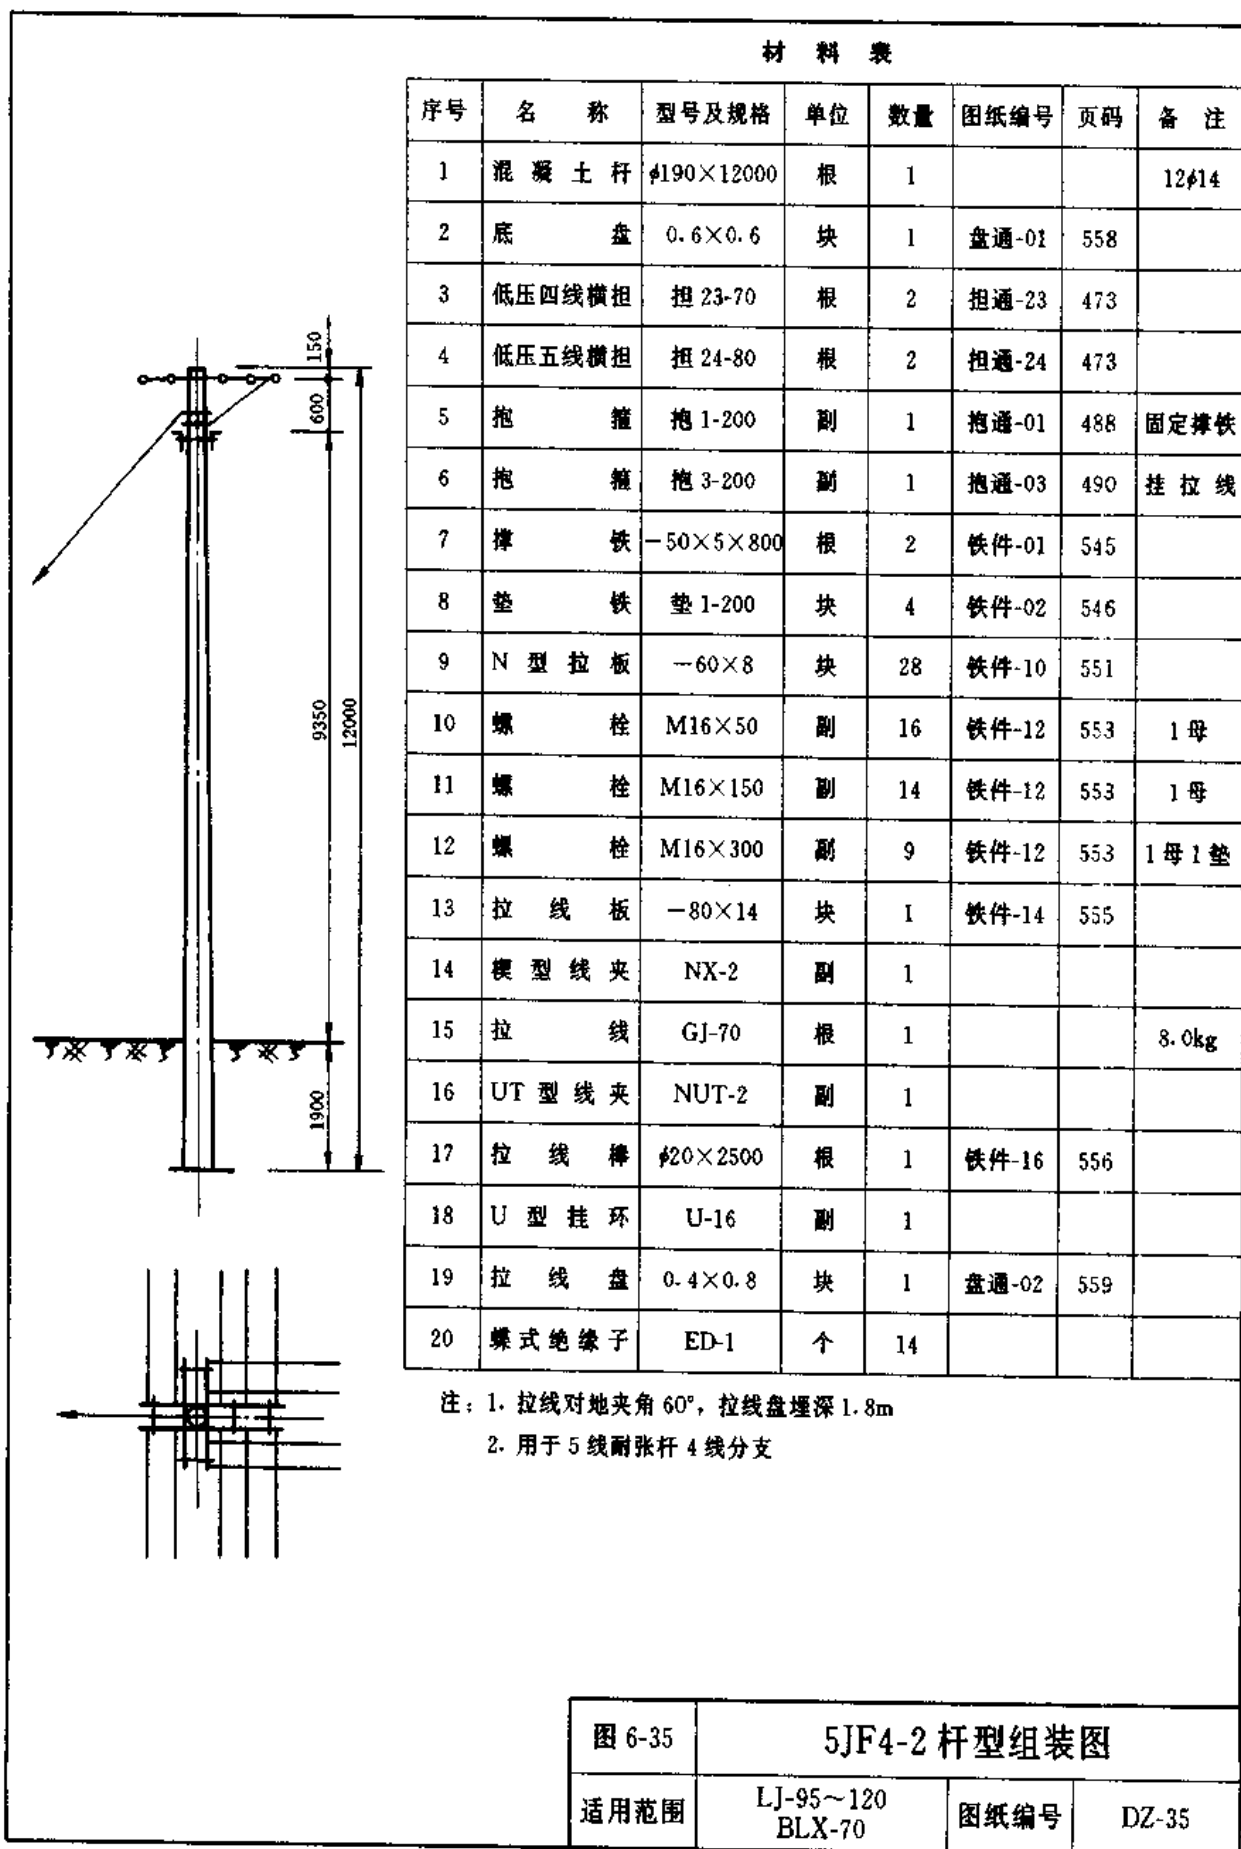 材料表
序号 名称 型号及规格 单位 数量 图纸编号 页码 备注
1 混凝土杆 φ190×12000 根 1 12φ14
2 底盘 0.6×0.6 块 1 盘通-01 558
3 低压四线横担 担23-70 根 2 担通-23 473
4 低压五线横担 担24-80 根 2 担通-24 473
5 抱箍 抱1-200 副 1 抱通-01 488 固定撑铁
6 抱箍 抱3-200 副 1 抱通-03 490 挂拉线
7 撑铁 -50×5×800 根 2 铁件-01 545
8 垫铁 垫1-200 块 4 铁件-02 546
9 N型拉板 -60×8 块 28 铁件-10 551
10 螺栓 M16×50 副 16 铁件-12 553 1母
11 螺栓 M16×150 副 14 铁件-12 553 1母
12 螺栓 M16×300 副 9 铁件-12 553 1母1垫
13 拉线板 -80×14 块 1 铁件-14 555
14 楔型线夹 NX-2 副 1
15 拉线 GJ-70 根 1 8.0kg
16 UT型线夹 NUT-2 副 1
17 拉线棒 φ20×2500 根 1 铁件-16 556
18 U型挂环 U-16 副 1
19 拉线盘 0.4×0.8 块 1 盘通-02 559
20 蝶式绝缘子 ED-1 个 14
150
600
9350
12000
1900
注：1. 拉线对地夹角60°，拉线盘埋深1.8m
2. 用于5线耐张杆4线分支
图6-35 5JF4-2杆型组装图
适用范围 LJ-95～120
BLX-70
图纸编号 DZ-35